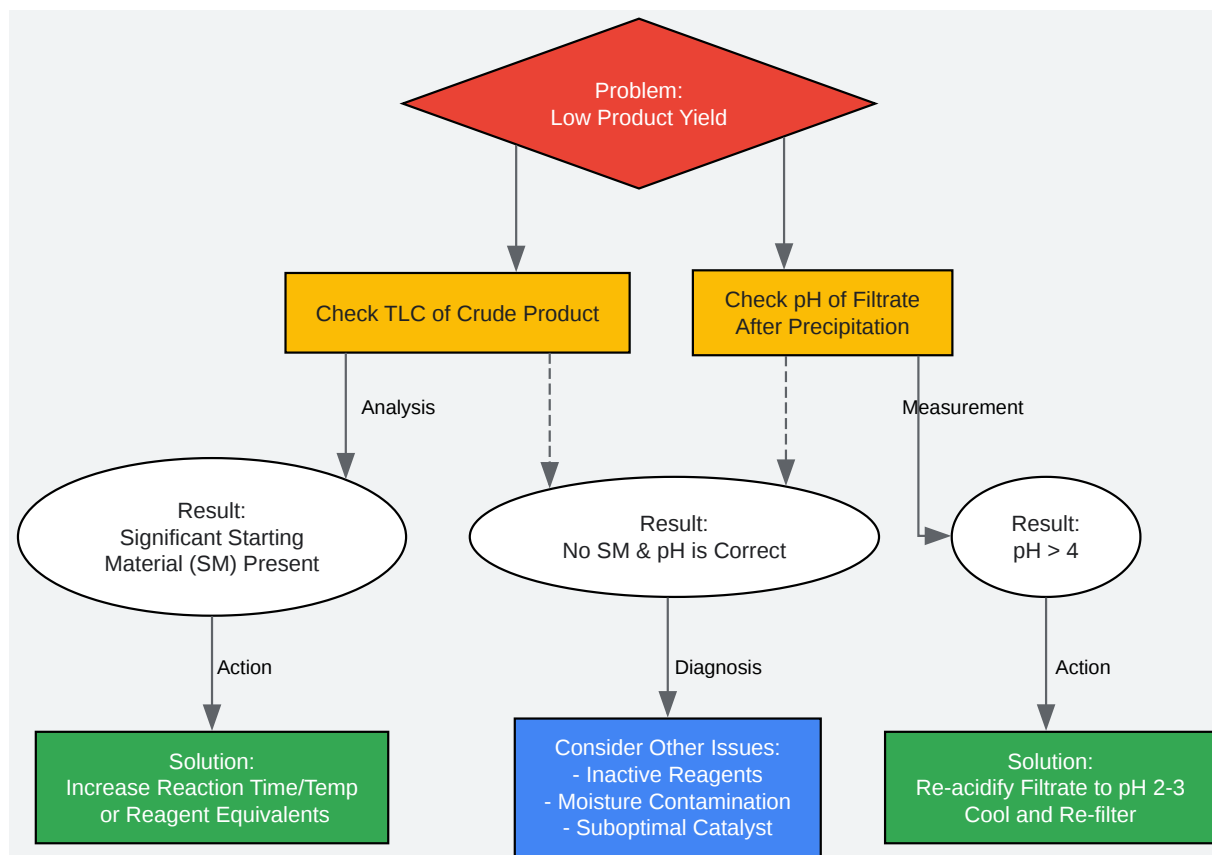 Problem:
Low Product Yield
Check TLC of Crude Product
Check pH of Filtrate
After Precipitation
Analysis
Measurement
Result:
Significant Starting
Material (SM) Present
Result:
No SM & pH is Correct
Result:
pH > 4
Action
Diagnosis
Action
Solution:
Increase Reaction Time/Temp
or Reagent Equivalents
Consider Other Issues:
- Inactive Reagents
- Moisture Contamination
- Suboptimal Catalyst
Solution:
Re-acidify Filtrate to pH 2-3
Cool and Re-filter